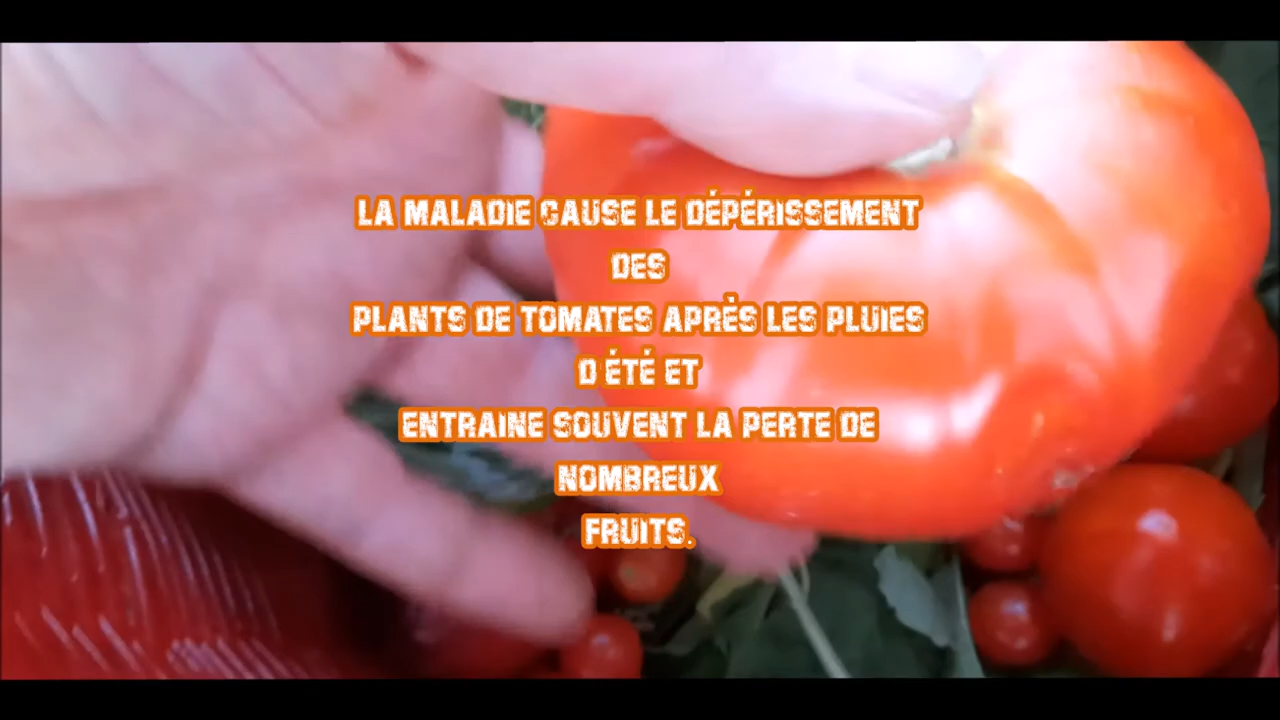 LA MALADIE CAUSE LE DÉPÉRISSEMENT
DES
PLANTS DE TOMATES APRÈS LES PLUIES
D ÉTÉ ET
ENTRAINE SOUVENT LA PERTE DE
NOMBREUX
FRUITS.